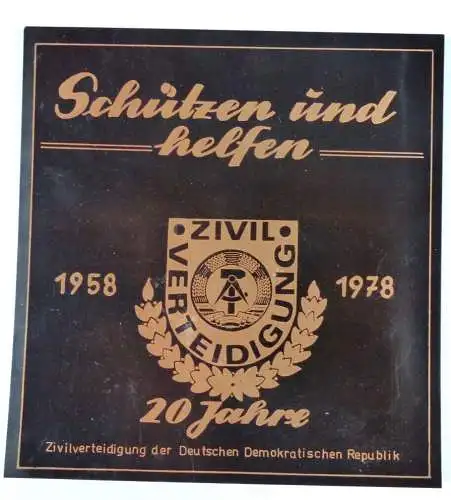 Schützen und
helfen
ZIVIL
VERTEIDIGUNG
1958
1978
20 Jahre
Zivilverteidigung der Deutschen Demokratischen Republik